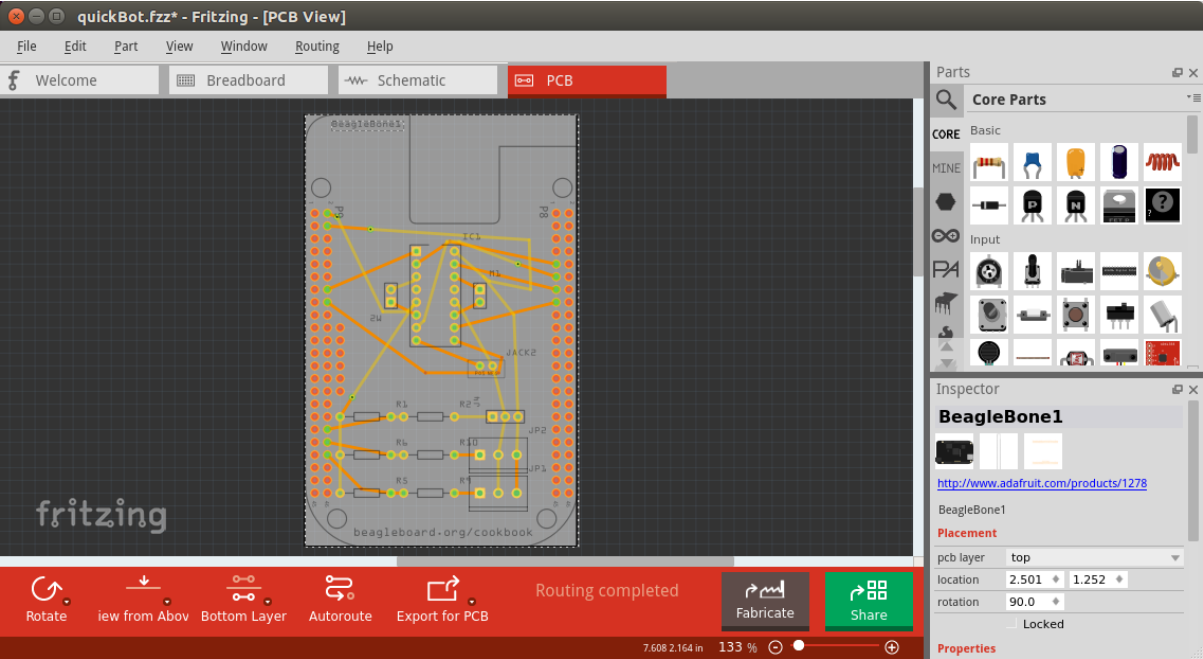 quickBot.fzz* - Fritzing - [PCB View]
File Edit Part View Window Routing Help
Welcome
Breadboard
Schematic
PCB
Parts
Core Parts
CORE
Basic
MINE
P N ?
Input
PA
BeagleBone1
P9
P8
IC1
M1
M2
JACK2
R1
R2
JP2
R6
R10
JP1
R5
R9
beagleboard.org/cookbook
fritzing
Inspector
BeagleBone1
http://www.adafruit.com/products/1278
BeagleBone1
Placement
pcb layer top
location 2.501 1.252
rotation 90.0
Locked
Properties
Rotate
iew from Abov
Bottom Layer
Autoroute
Export for PCB
Routing completed
Fabricate
Share
7.608 2.164 in 133 %